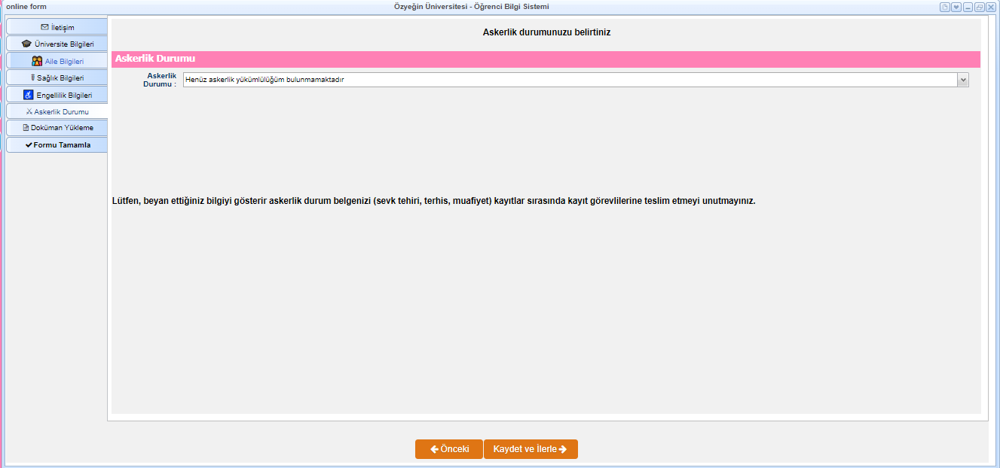 online form
Özyeğin Üniversitesi - Öğrenci Bilgi Sistemi
İletişim
Üniversite Bilgileri
Aile Bilgileri
Sağlık Bilgileri
Engellilik Bilgileri
Askerlik Durumu
Doküman Yükleme
Formu Tamamla
Askerlik durumunuzu belirtiniz
Askerlik Durumu
Askerlik
Durumu :
Henüz askerlik yükümlülüğüm bulunmamaktadır
Lütfen, beyan ettiğiniz bilgiyi gösterir askerlik durum belgenizi (sevk tehiri, terhis, muafiyet) kayıtlar sırasında kayıt görevlilerine teslim etmeyi unutmayınız.
Önceki
Kaydet ve İlerle